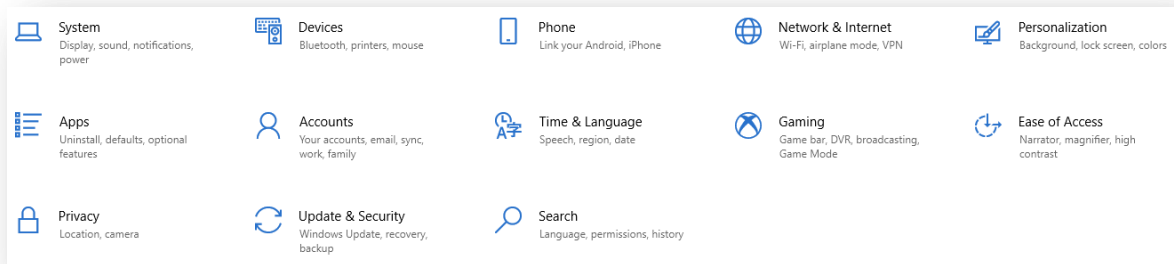 System
Display, sound, notifications,
power
Devices
Bluetooth, printers, mouse
Phone
Link your Android, iPhone
Network & Internet
Wi-Fi, airplane mode, VPN
Personalization
Background, lock screen, colors
Apps
Uninstall, defaults, optional
features
Accounts
Your accounts, email, sync,
work, family
A字
Time & Language
Speech, region, date
Gaming
Game bar, DVR, broadcasting,
Game Mode
Ease of Access
Narrator, magnifier, high
contrast
Privacy
Location, camera
Update & Security
Windows Update, recovery,
backup
Search
Language, permissions, history